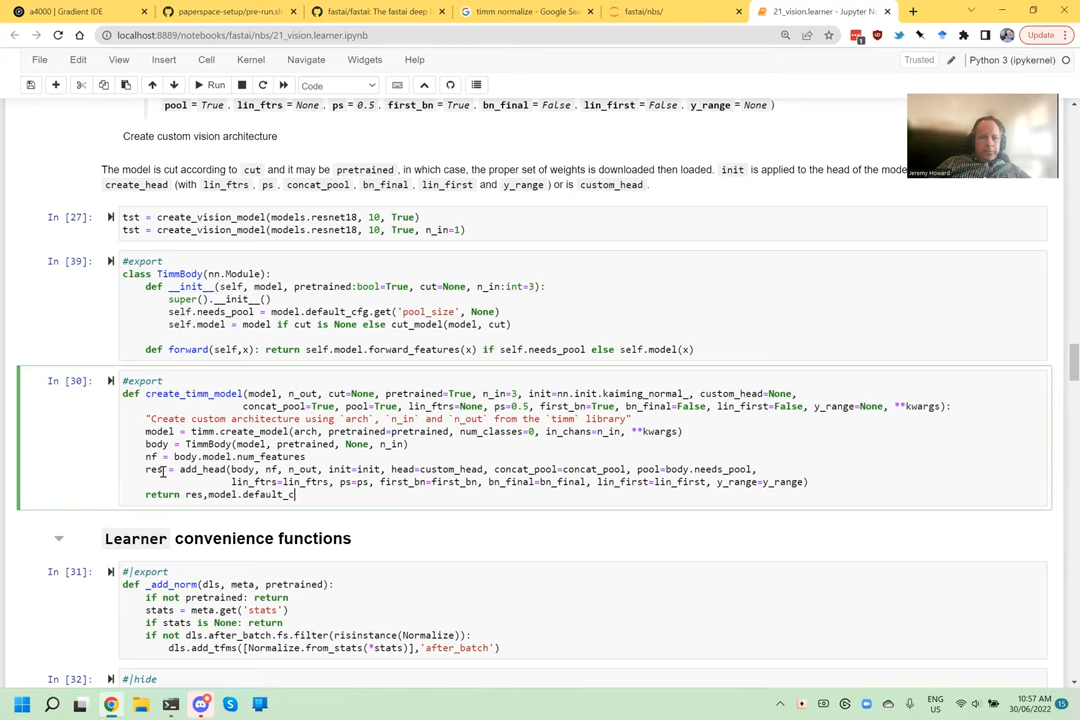 a4000 | Gradient IDE
paperspace-setup/pre-run.sh
fastai/fastai: The fastai deep
timm normalize - Google Se
fastai/nbs/
21_vision.learner - Jupyter No
localhost:8889/notebooks/fastai/nbs/21_vision.learner.ipynb
Update
File Edit View Insert Cell Kernel Navigate Widgets Help
Trusted Python 3 (ipykernel)
Run Code
pool = True, lin_ftrs = None, ps = 0.5, first_bn = True, bn_final = False, lin_first = False, y_range = None )
Create custom vision architecture
The model is cut according to cut and it may be pretrained, in which case, the proper set of weights is downloaded then loaded. init is applied to the head of the mode
create_head (with lin_ftrs, ps, concat_pool, bn_final, lin_first and y_range) or is custom_head.
Jeremy Howard
In [27]:
tst = create_vision_model(models.resnet18, 10, True)
tst = create_vision_model(models.resnet18, 10, True, n_in=1)
In [39]:
#export
class TimmBody(nn.Module):
def __init__(self, model, pretrained:bool=True, cut=None, n_in:int=3):
super().__init__()
self.needs_pool = model.default_cfg.get('pool_size', None)
self.model = model if cut is None else cut_model(model, cut)
def forward(self,x): return self.model.forward_features(x) if self.needs_pool else self.model(x)
In [30]:
#export
def create_timm_model(model, n_out, cut=None, pretrained=True, n_in=3, init=nn.init.kaiming_normal_, custom_head=None,
concat_pool=True, pool=True, lin_ftrs=None, ps=0.5, first_bn=True, bn_final=False, lin_first=False, y_range=None, **kwargs):
"Create custom architecture using `arch`, `n_in` and `n_out` from the `timm` library"
model = timm.create_model(arch, pretrained=pretrained, num_classes=0, in_chans=n_in, **kwargs)
body = TimmBody(model, pretrained, None, n_in)
nf = body.model.num_features
res = add_head(body, nf, n_out, init=init, head=custom_head, concat_pool=concat_pool, pool=body.needs_pool,
lin_ftrs=lin_ftrs, ps=ps, first_bn=first_bn, bn_final=bn_final, lin_first=lin_first, y_range=y_range)
return res,model.default_c
Learner convenience functions
In [31]:
#|export
def _add_norm(dls, meta, pretrained):
if not pretrained: return
stats = meta.get('stats')
if stats is None: return
if not dls.after_batch.fs.filter(risinstance(Normalize)):
dls.add_tfms([Normalize.from_stats(*stats)],'after_batch')
In [32]:
#|hide
ENG
US
10:57 AM
30/06/2022
15